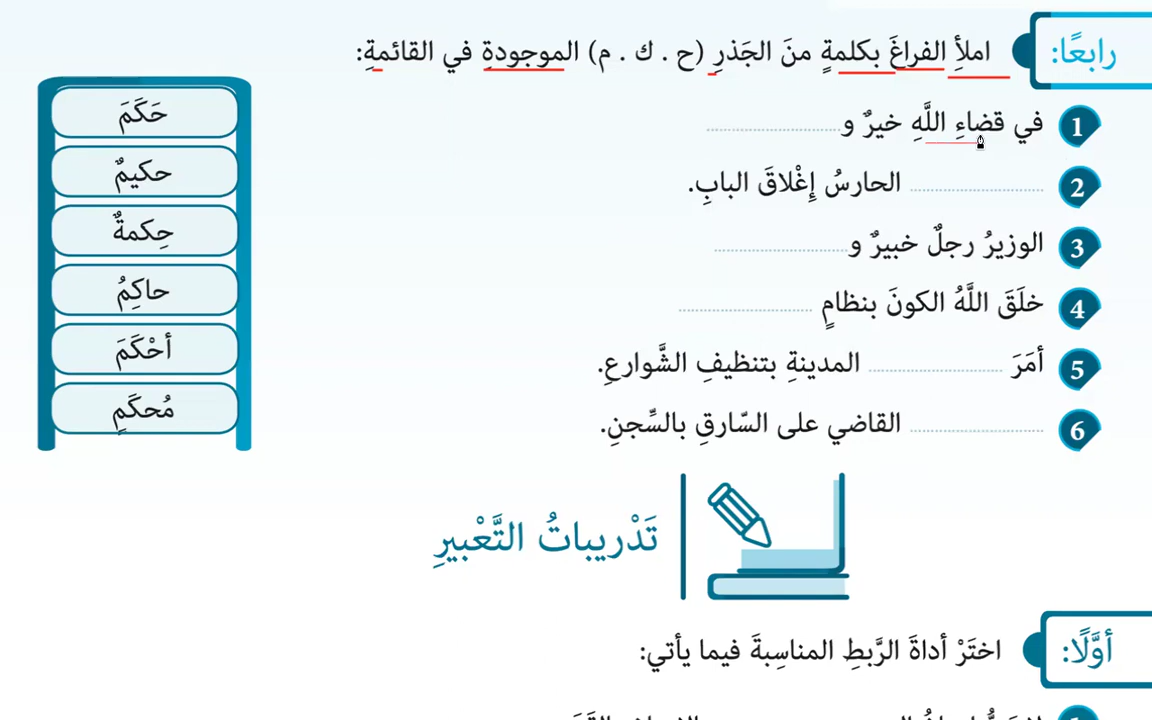 رابعًا: املأِ الفراغَ بكلمةٍ منَ الجَذرِ (ح . ك . م) الموجودةِ في القائمةِ:
1 في قضاءِ اللَّهِ خيرٌ و..............
2 .............. الحارسُ إِغْلاقَ البابِ.
3 الوزيرُ رجلٌ خبيرٌ و..............
4 خلَقَ اللَّهُ الكونَ بنظامٍ ..............
5 أمَرَ .............. المدينةِ بتنظيفِ الشَّوارعِ.
6 .............. القاضي على السّارقِ بالسِّجنِ.
حَكَمَ
حكيمٌ
حِكمةٌ
حاكِمُ
أحْكَمَ
مُحكَمٍ
تَدْريباتُ التَّعْبيرِ
أوَّلًا: اختَرْ أداةَ الرَّبطِ المناسِبةَ فيما يأتي: